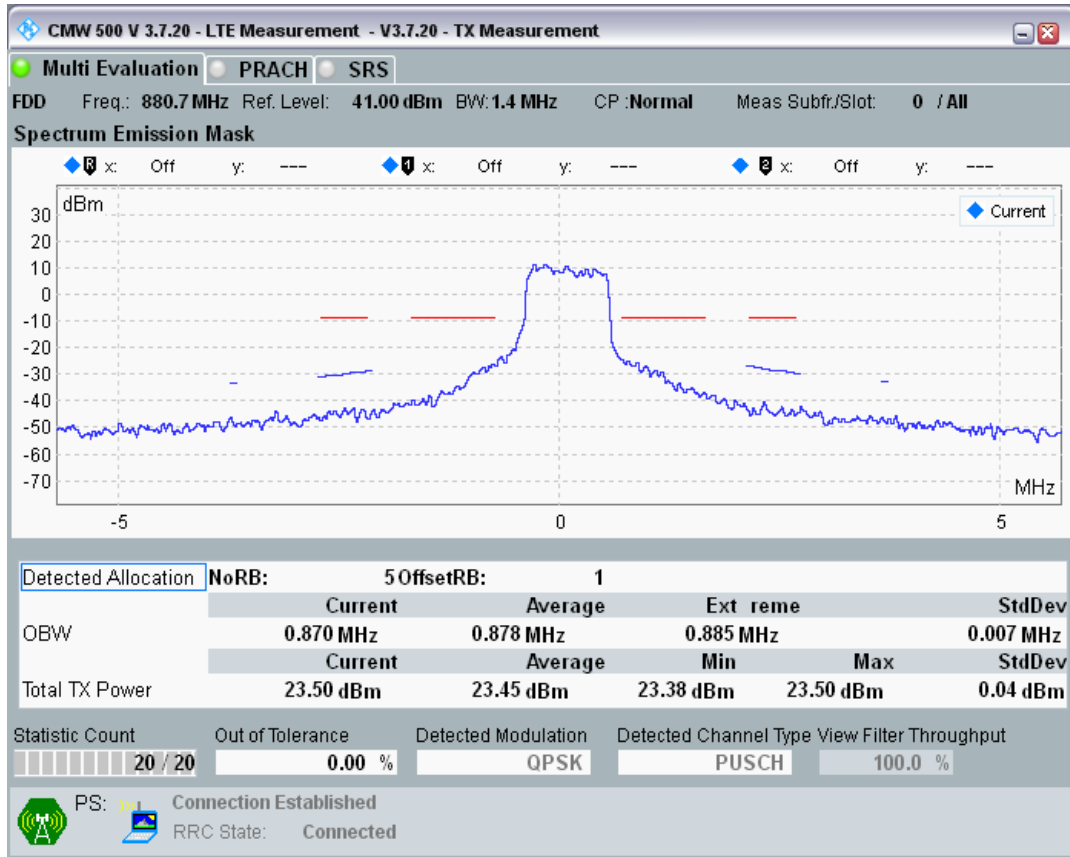 CMW 500 V 3.7.20 - LTE Measurement - V3.7.20 - TX Measurement
Multi Evaluation PRACH SRS
FDD Freq.: 880.7 MHz Ref. Level: 41.00 dBm BW: 1.4 MHz CP :Normal Meas Subfr./Slot: 0 / All
Spectrum Emission Mask
R x: Off y: --- 1 x: Off y: --- 2 x: Off y: ---
dBm
Current
30
20
10
0
-10
-20
-30
-40
-50
-60
-70
MHz
-5 0 5
Detected Allocation NoRB: 5 OffsetRB: 1
Current Average Ext reme StdDev
OBW 0.870 MHz 0.878 MHz 0.885 MHz 0.007 MHz
Current Average Min Max StdDev
Total TX Power 23.50 dBm 23.45 dBm 23.38 dBm 23.50 dBm 0.04 dBm
Statistic Count Out of Tolerance Detected Modulation Detected Channel Type View Filter Throughput
20 / 20 0.00 % QPSK PUSCH 100.0 %
PS: Connection Established
RRC State: Connected